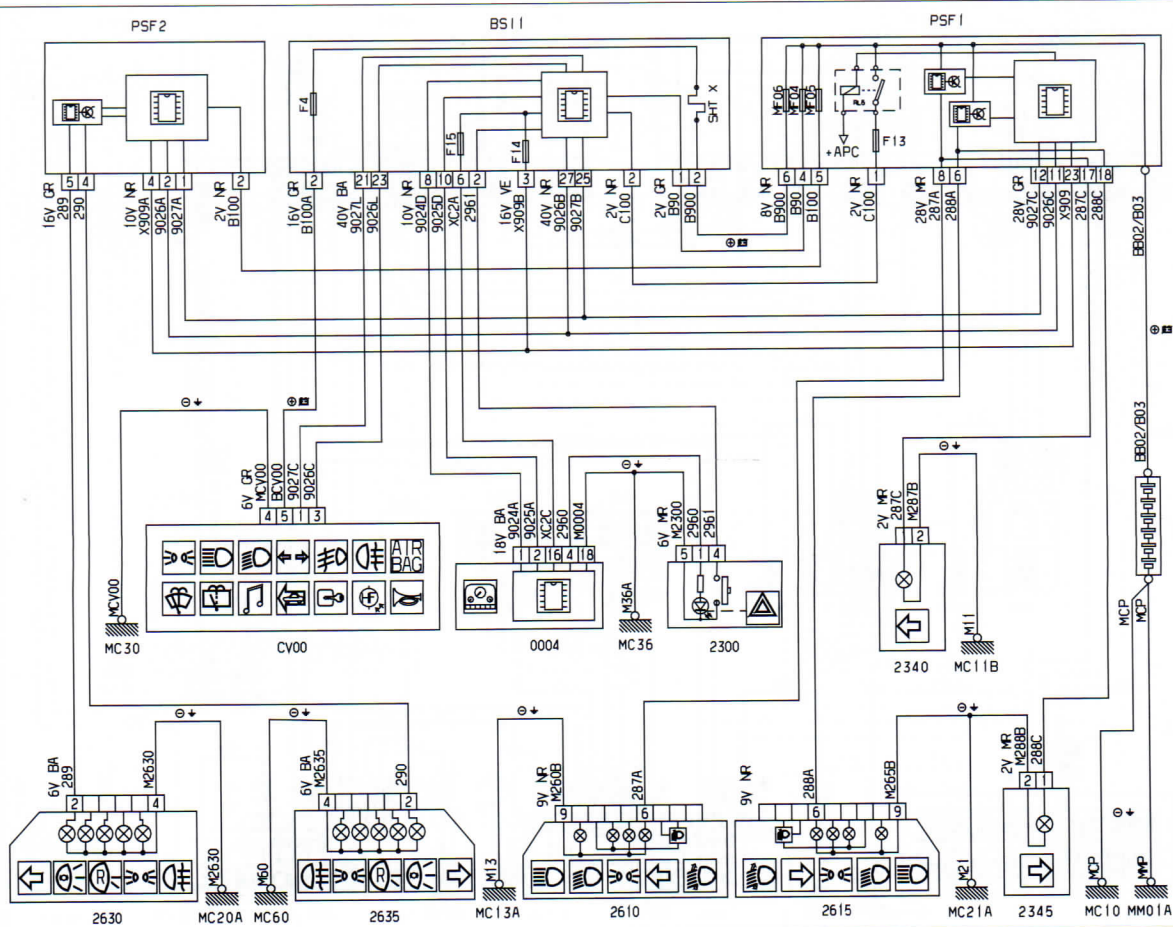 PSF2
BS11
PSF1
F4
F15
F14
SHT X
MF06
MF04
MF05
RL6
+APC
F13
5 4
4 2 1
2
2
21 23
8 10 6 2
3
27 25
2
1 2
6 4 5
1
8 6
12 11 23 17 18
16V GR
289
290
10V NR
X909A
9026A
9027A
2V NR
B100
16V GR
B100A
40V BA
9027L
9026L
10V NR
9024D
9025D
XC2A
2961
16V VE
X909B
40V NR
9026B
9027B
2V NR
C100
2V GR
B90
B900
8V NR
B900
B90
B100
2V NR
C100
28V MR
287A
288A
28V GR
9027C
9026C
X909
287C
288C
BB02/B03
BB02/B03
6V GR
MCV00
BCV00
9027C
9026C
4 5 1 3
AIR
BAG
CV00
MCV00
MC30
18V BA
9024A
9025A
XC2C
2960
M0004
1 2 16 4 18
0004
M36A
MC36
6V MR
M2300
2960
2961
5 1 4
2300
2V MR
287C
M287B
1 2
2340
M11
MC11B
MCP
MCP
6V BA
289
M2630
2 4
R
2630
M2630
MC20A
M60
MC60
6V BA
M2635
290
4 2
R
2635
M13
MC13A
9V NR
M260B
287A
9 6
2610
9V NR
288A
M265B
6 9
2615
M21
MC21A
2V MR
M288B
288C
2 1
2345
MCP
MC10
MMP
MM01A